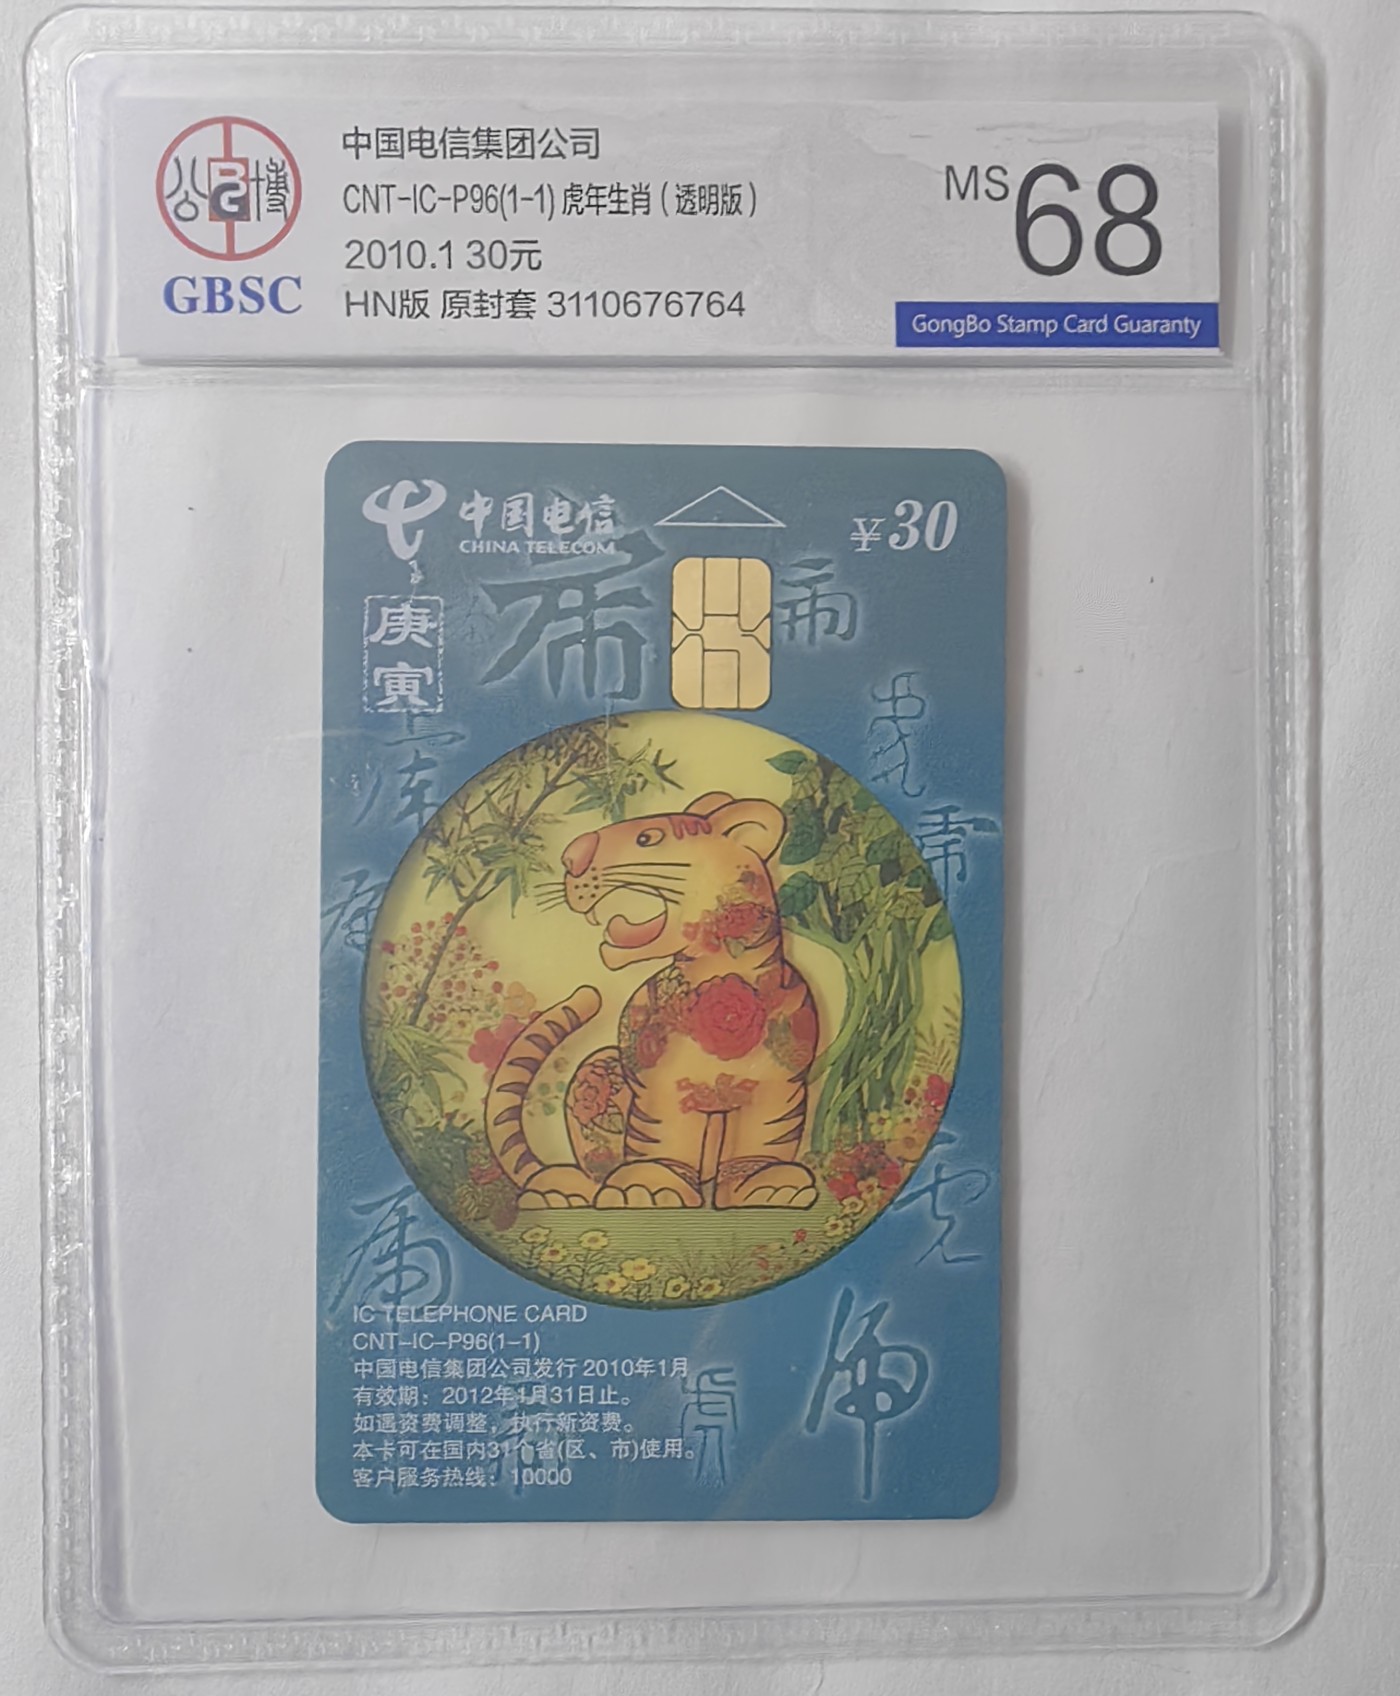 公博
BG
GBSC
中国电信集团公司
CNT-IC-P96(1-1) 虎年生肖（透明版）
2010.1 30元
HN版 原封套 3110676764
MS 68
GongBo Stamp Card Guaranty
中国电信
CHINA TELECOM
¥30
庚寅
虎
IC TELEPHONE CARD
CNT-IC-P96(1-1)
中国电信集团公司发行 2010年1月
有效期：2012年1月31日止。
如遇资费调整，执行新资费。
本卡可在国内31个省(区、市)使用。
客户服务热线：10000